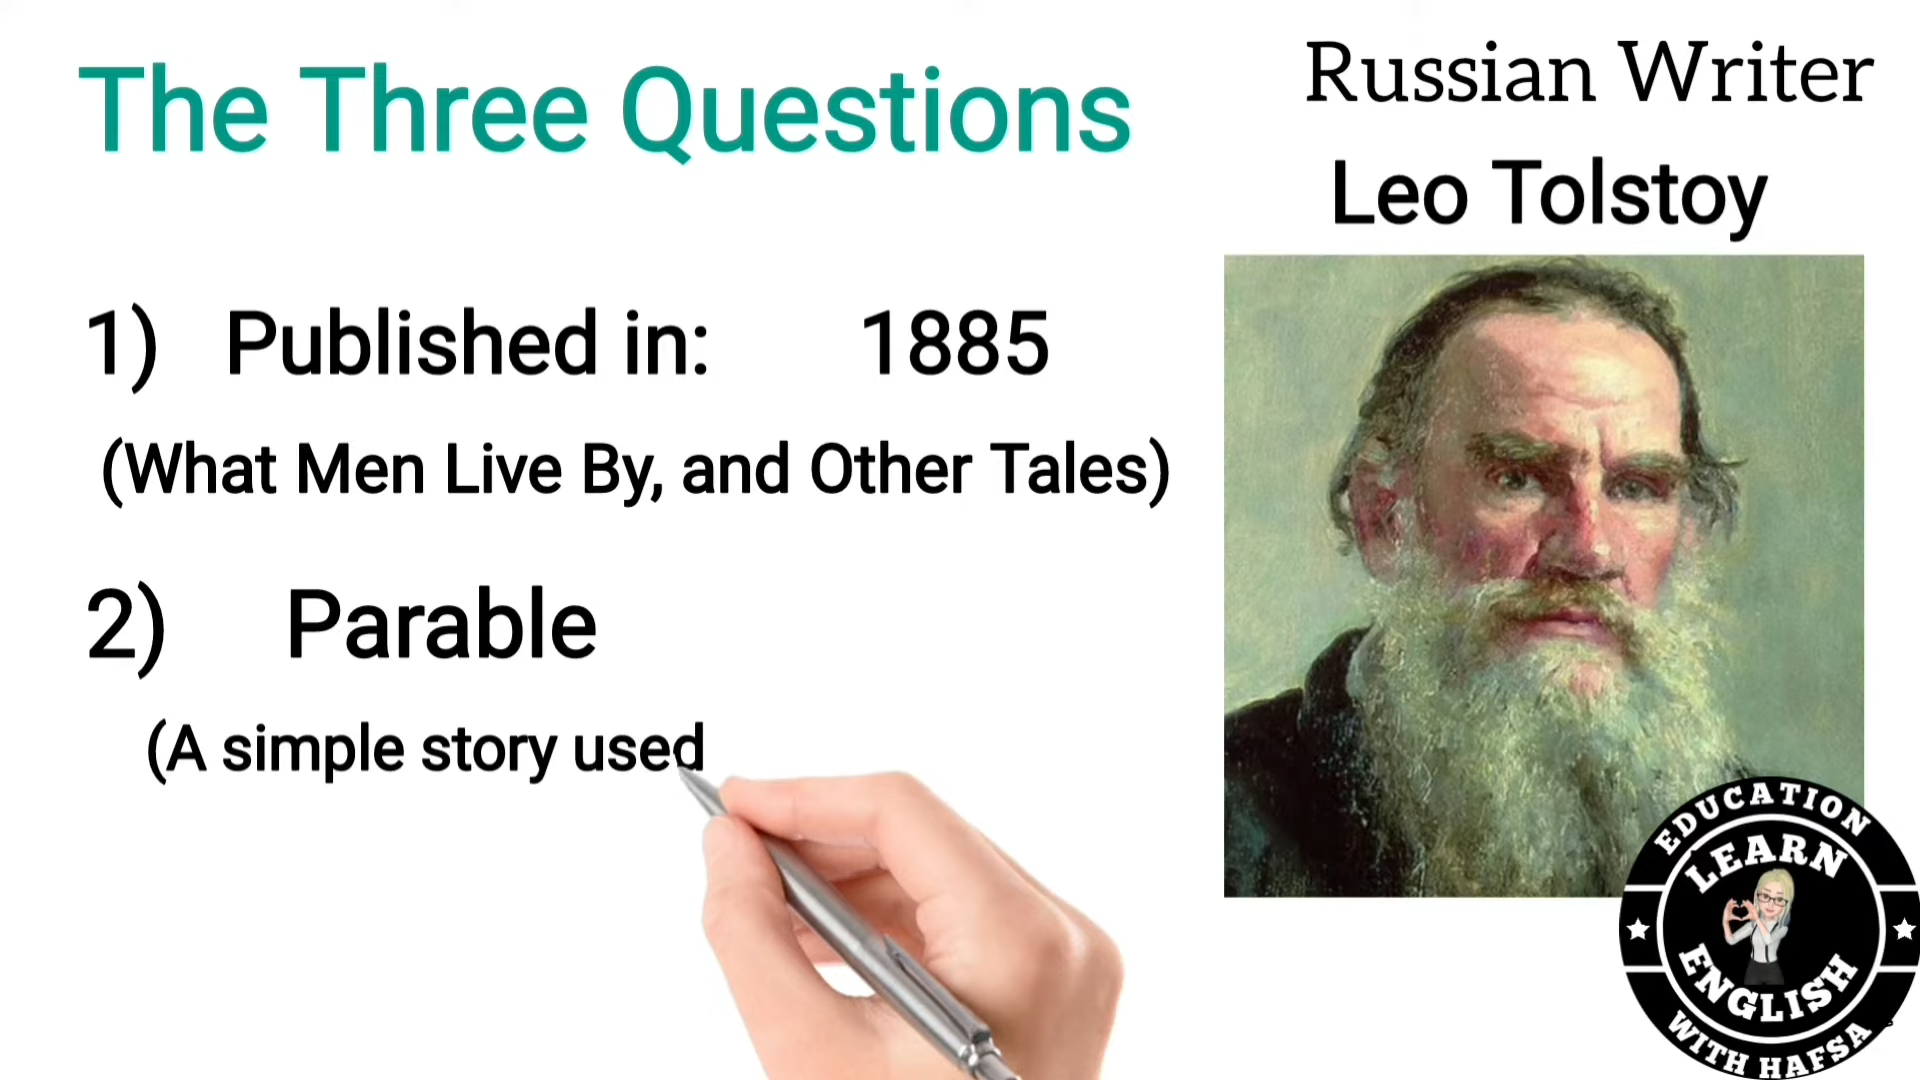 The Three Questions
Russian Writer
Leo Tolstoy
1) Published in: 1885
(What Men Live By, and Other Tales)
2) Parable
(A simple story used
EDUCATION
LEARN
ENGLISH
WITH HAFSA